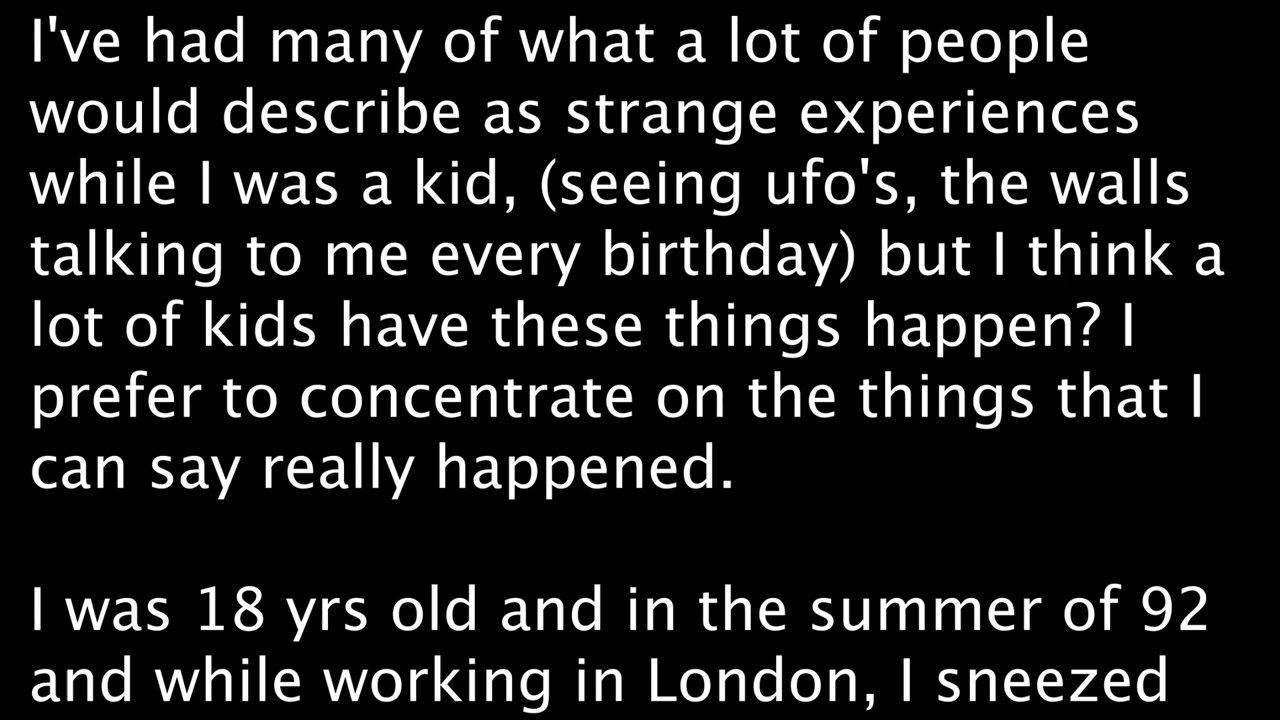 I've had many of what a lot of people
would describe as strange experiences
while I was a kid, (seeing ufo's, the walls
talking to me every birthday) but I think a
lot of kids have these things happen? I
prefer to concentrate on the things that I
can say really happened.
I was 18 yrs old and in the summer of 92
and while working in London, I sneezed